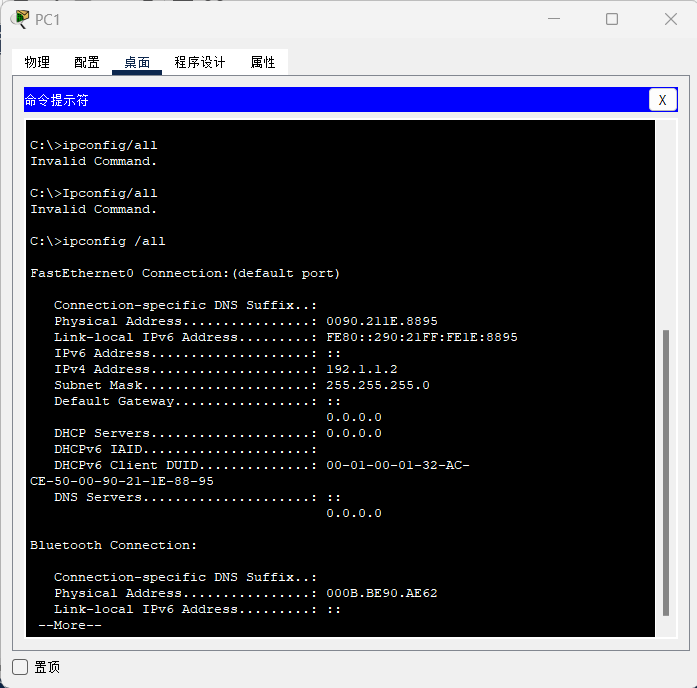 PC1
物理 配置 桌面 程序设计 属性
命令提示符 X
C:\>ipconfig/all
Invalid Command.
C:\>Ipconfig/all
Invalid Command.
C:\>ipconfig /all
FastEthernet0 Connection:(default port)
Connection-specific DNS Suffix..:
Physical Address................: 0090.211E.8895
Link-local IPv6 Address.........: FE80::290:21FF:FE1E:8895
IPv6 Address....................: ::
IPv4 Address....................: 192.1.1.2
Subnet Mask.....................: 255.255.255.0
Default Gateway.................: ::
0.0.0.0
DHCP Servers....................: 0.0.0.0
DHCPv6 IAID.....................:
DHCPv6 Client DUID..............: 00-01-00-01-32-AC-
CE-50-00-90-21-1E-88-95
DNS Servers.....................: ::
0.0.0.0
Bluetooth Connection:
Connection-specific DNS Suffix..:
Physical Address................: 000B.BE90.AE62
Link-local IPv6 Address.........: ::
--More--
置顶